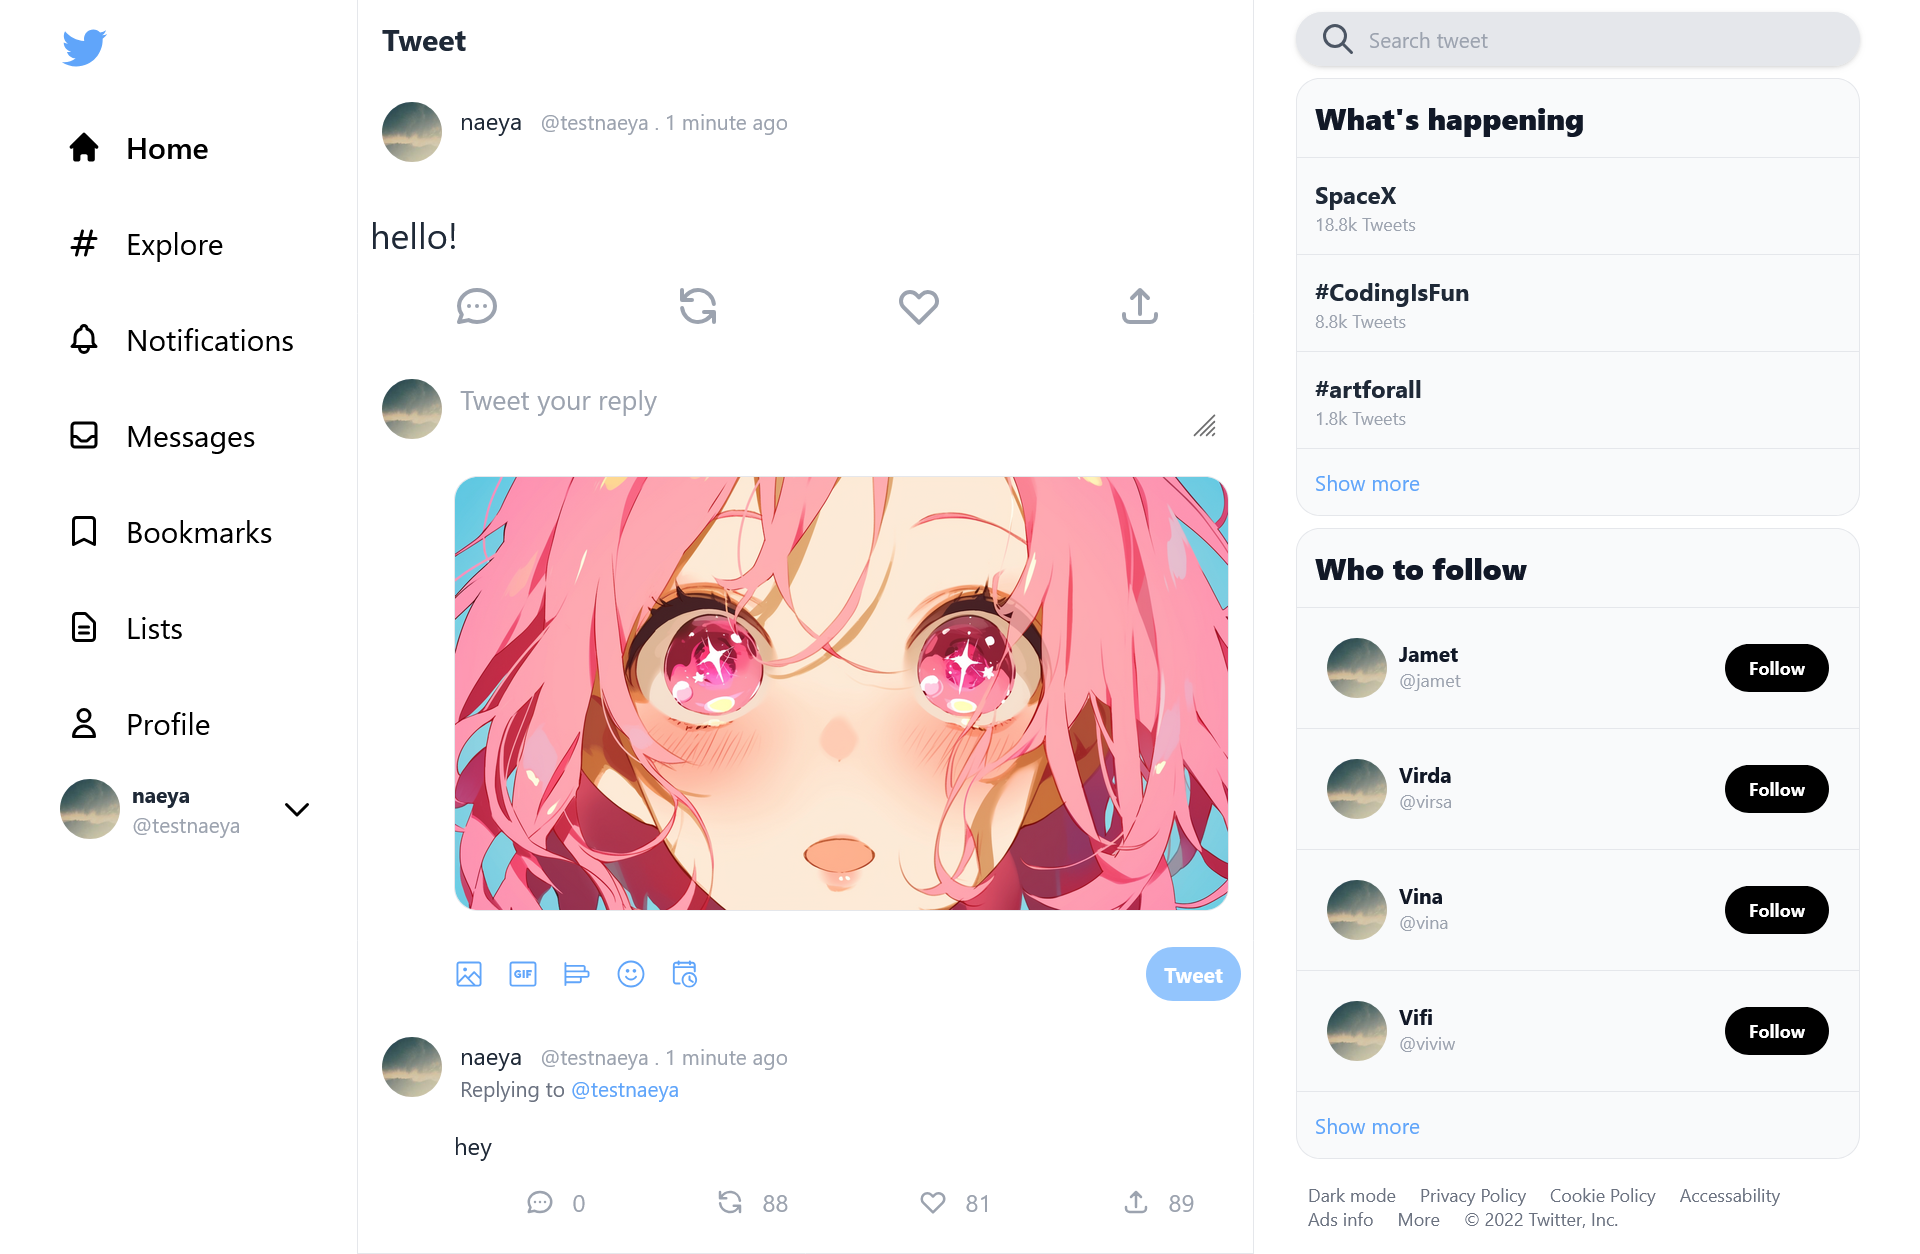 Home
Explore
Notifications
Messages
Bookmarks
Lists
Profile
naeya
@testnaeya
Tweet
naeya @testnaeya . 1 minute ago
hello!
Tweet your reply
GIF
Tweet
naeya @testnaeya . 1 minute ago
Replying to @testnaeya
hey
0 88 81 89
Search tweet
What's happening
SpaceX
18.8k Tweets
#CodingIsFun
8.8k Tweets
#artforall
1.8k Tweets
Show more
Who to follow
Jamet
@jamet
Follow
Virda
@virsa
Follow
Vina
@vina
Follow
Vifi
@viviw
Follow
Show more
Dark mode Privacy Policy Cookie Policy Accessability
Ads info More © 2022 Twitter, Inc.